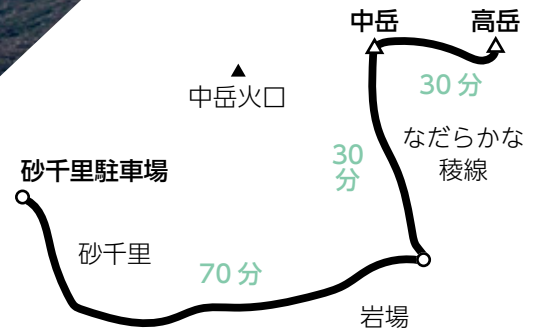 中岳
高岳
中岳火口
30 分
なだらかな
稜線
30
分
砂千里駐車場
砂千里
70 分
岩場